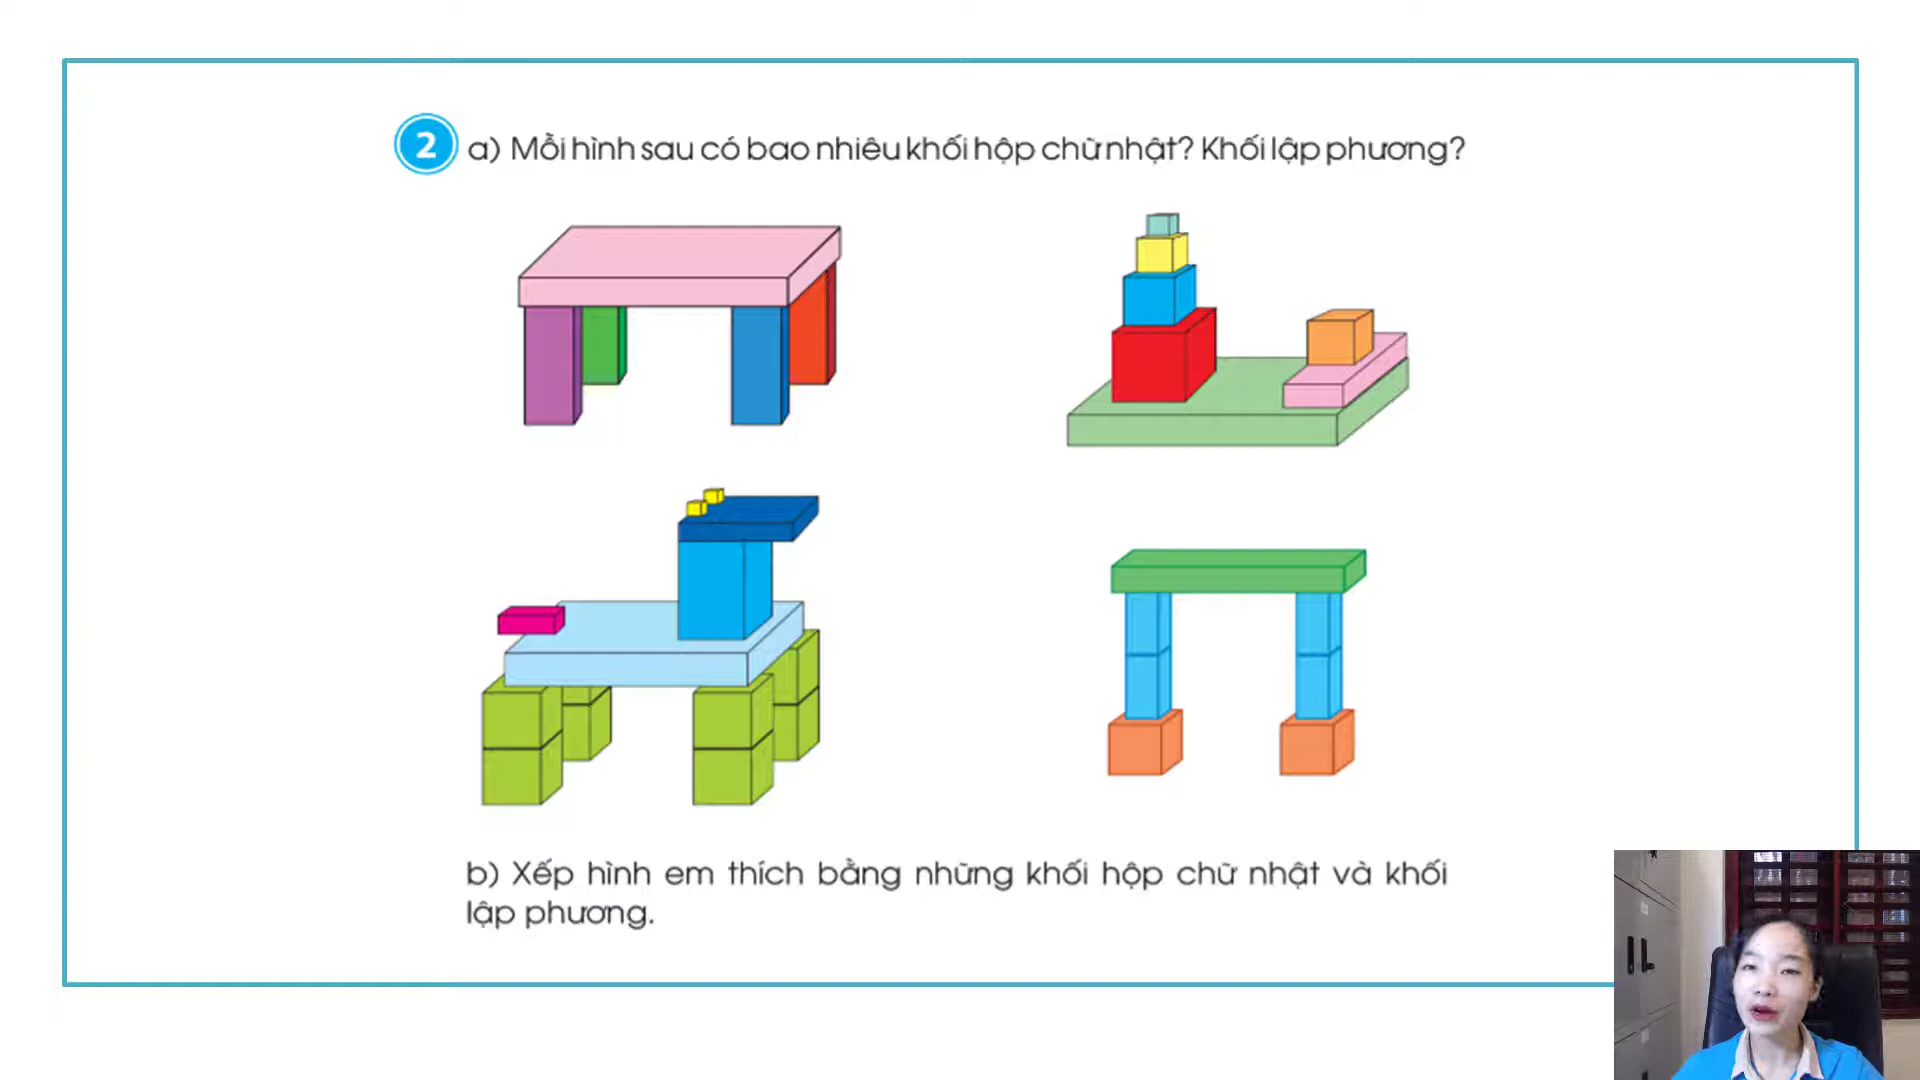 2 a) Mỗi hình sau có bao nhiêu khối hộp chữ nhật? Khối lập phương?
b) Xếp hình em thích bằng những khối hộp chữ nhật và khối
lập phương.